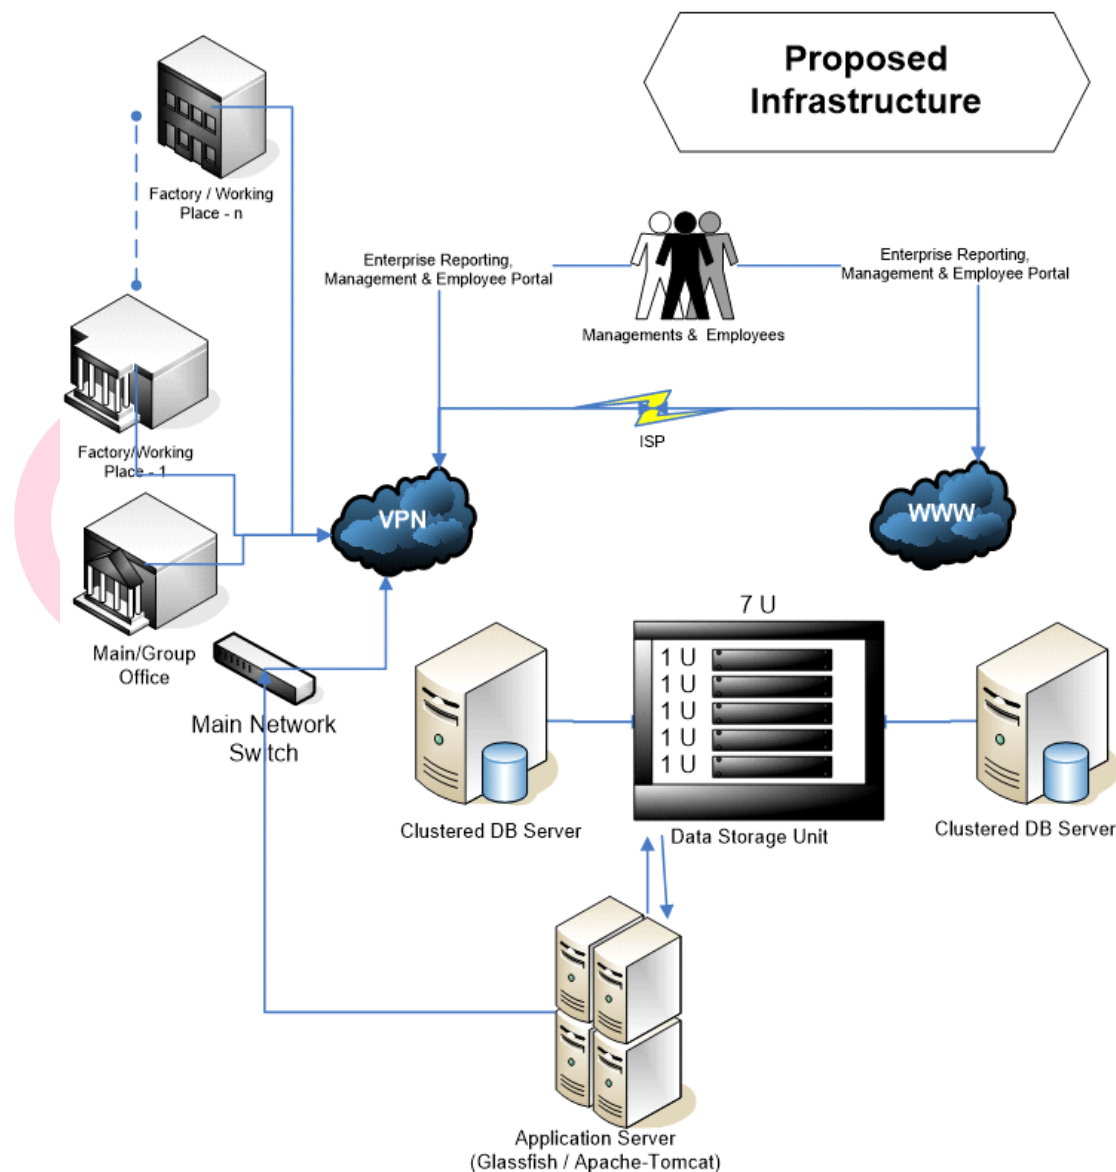 Proposed
Infrastructure
Factory / Working
Place - n
Enterprise Reporting,
Management & Employee Portal
Enterprise Reporting,
Management & Employee Portal
Managements &  Employees
ISP
Factory/Working
Place - 1
VPN
WWW
Main/Group
Office
Main Network
Switch
7 U
1 U
1 U
1 U
1 U
1 U
Clustered DB Server
Data Storage Unit
Clustered DB Server
Application Server
(Glassfish / Apache-Tomcat)